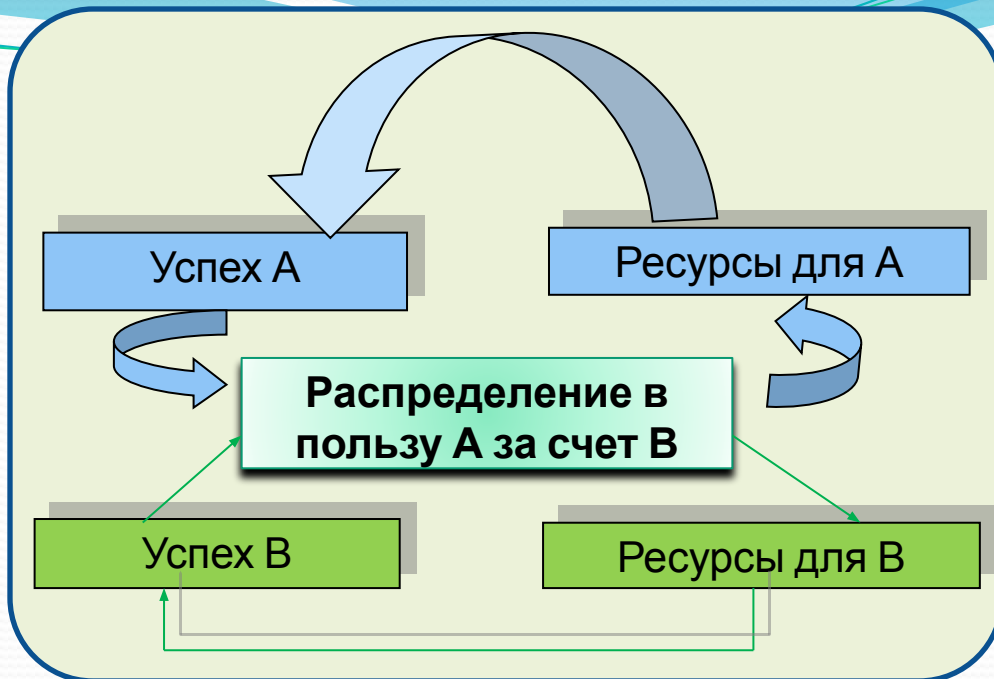 Успех А
Ресурсы для А
Распределение в
пользу А за счет В
Успех В
Ресурсы для В